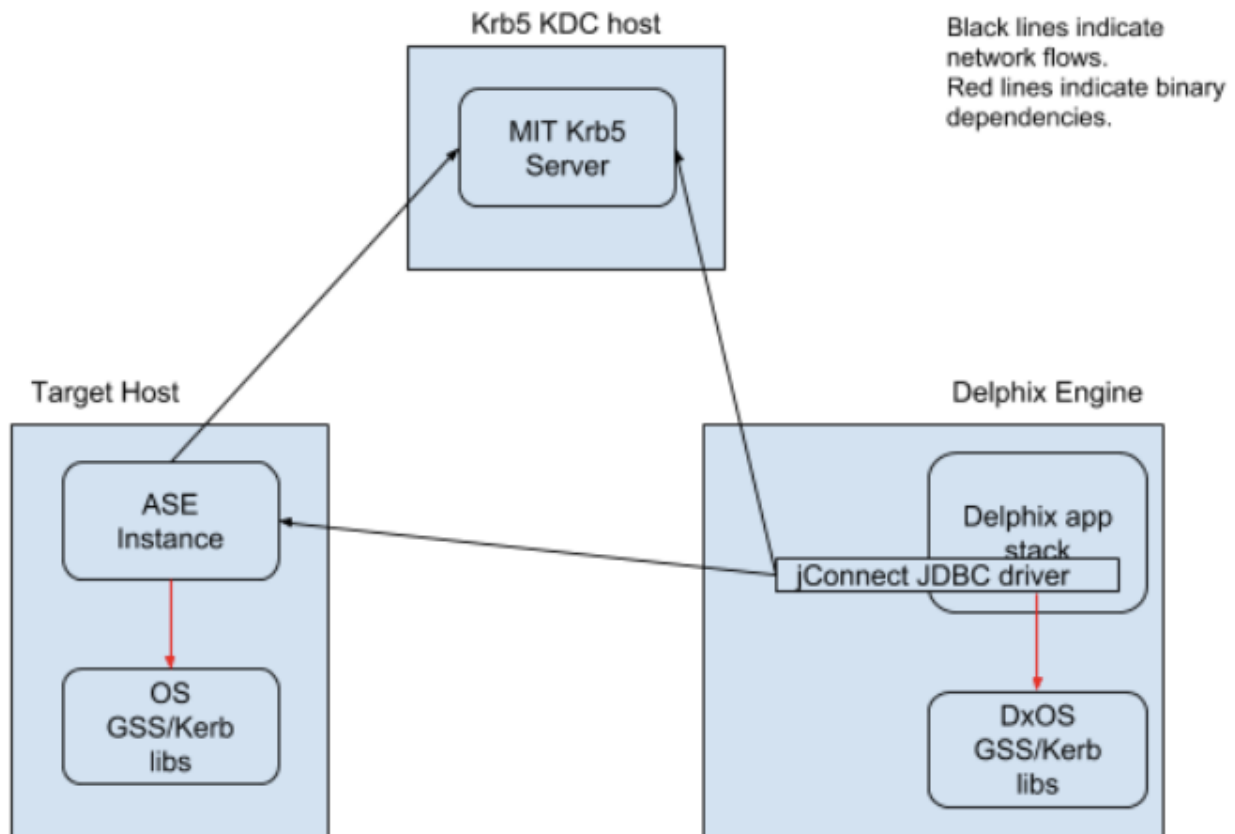 Krb5 KDC host
Black lines indicate
network flows.
Red lines indicate binary
dependencies.
MIT Krb5
Server
Target Host
Delphix Engine
ASE
Instance
Delphix app
stack
jConnect JDBC driver
OS
GSS/Kerb
libs
DxOS
GSS/Kerb
libs